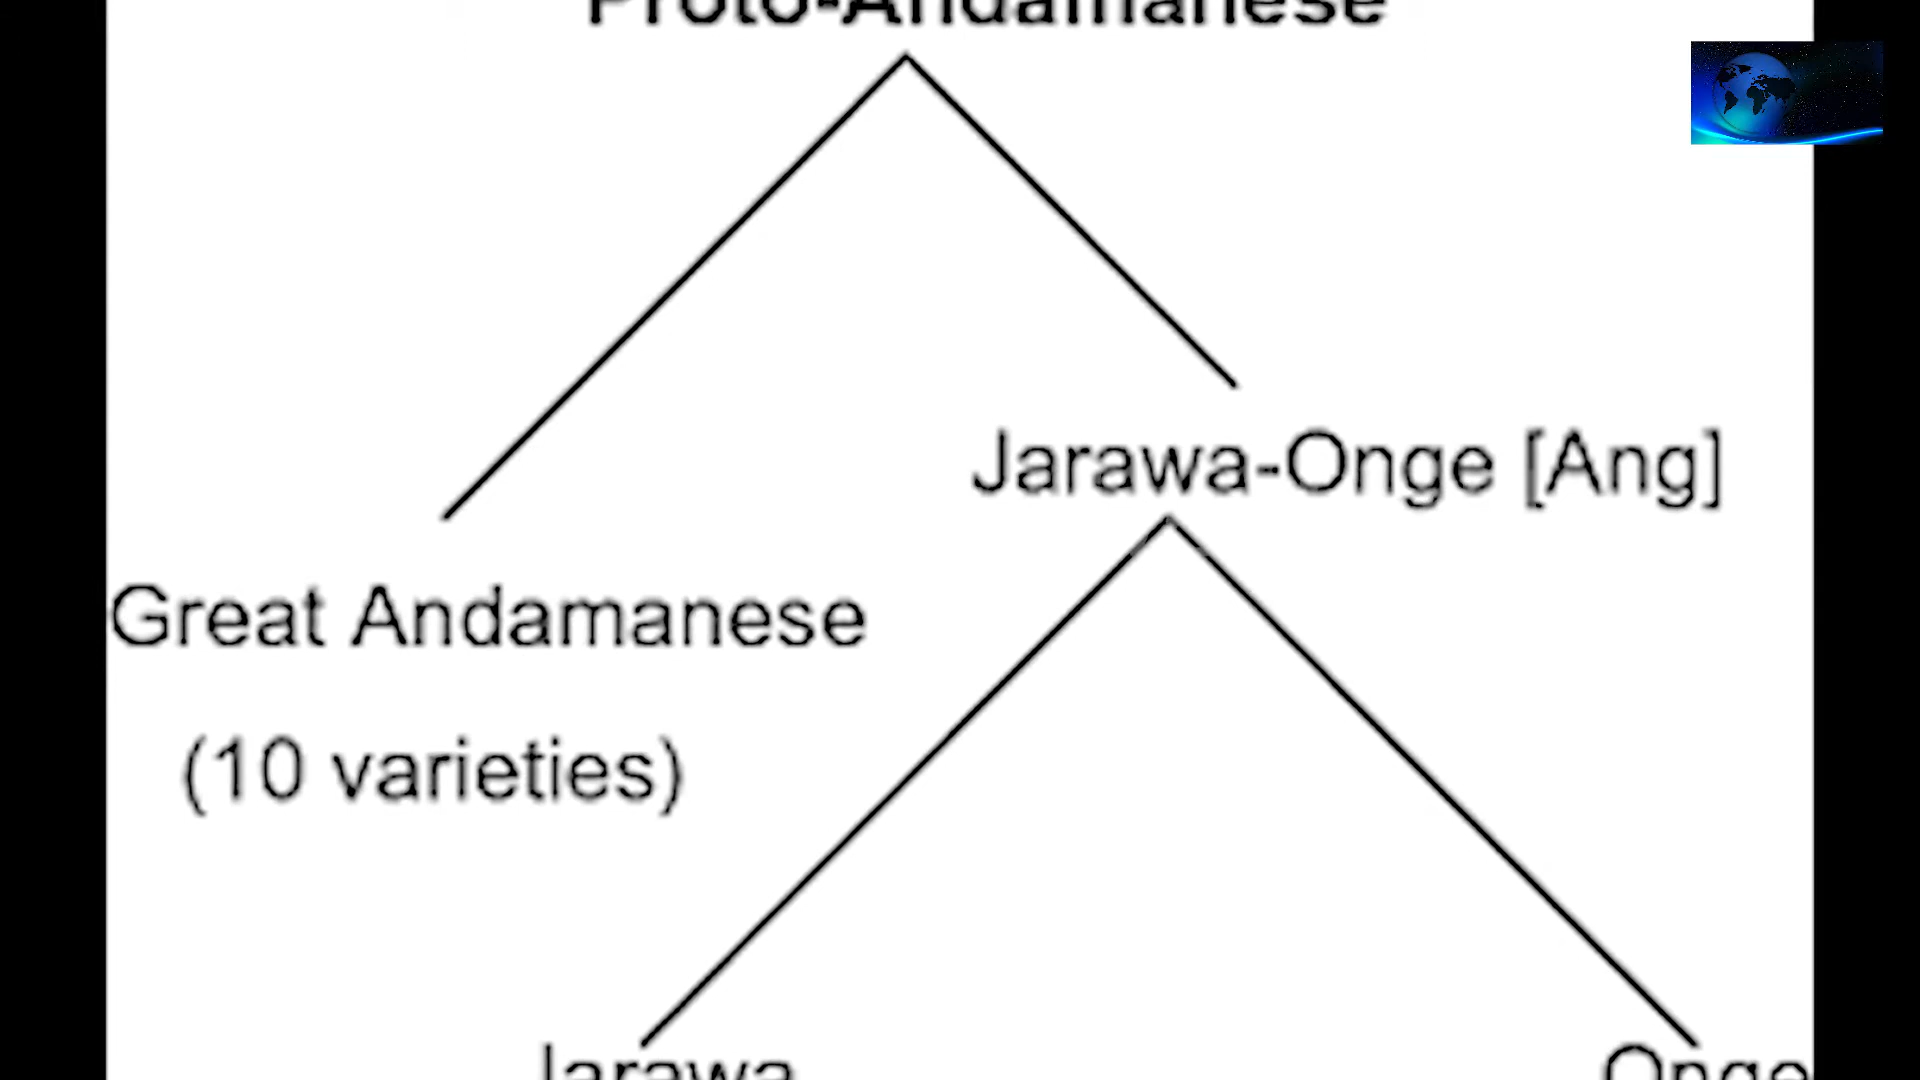 Proto-Andamanese
Jarawa-Onge [Ang]
Great Andamanese
(10 varieties)
Jarawa
Onge